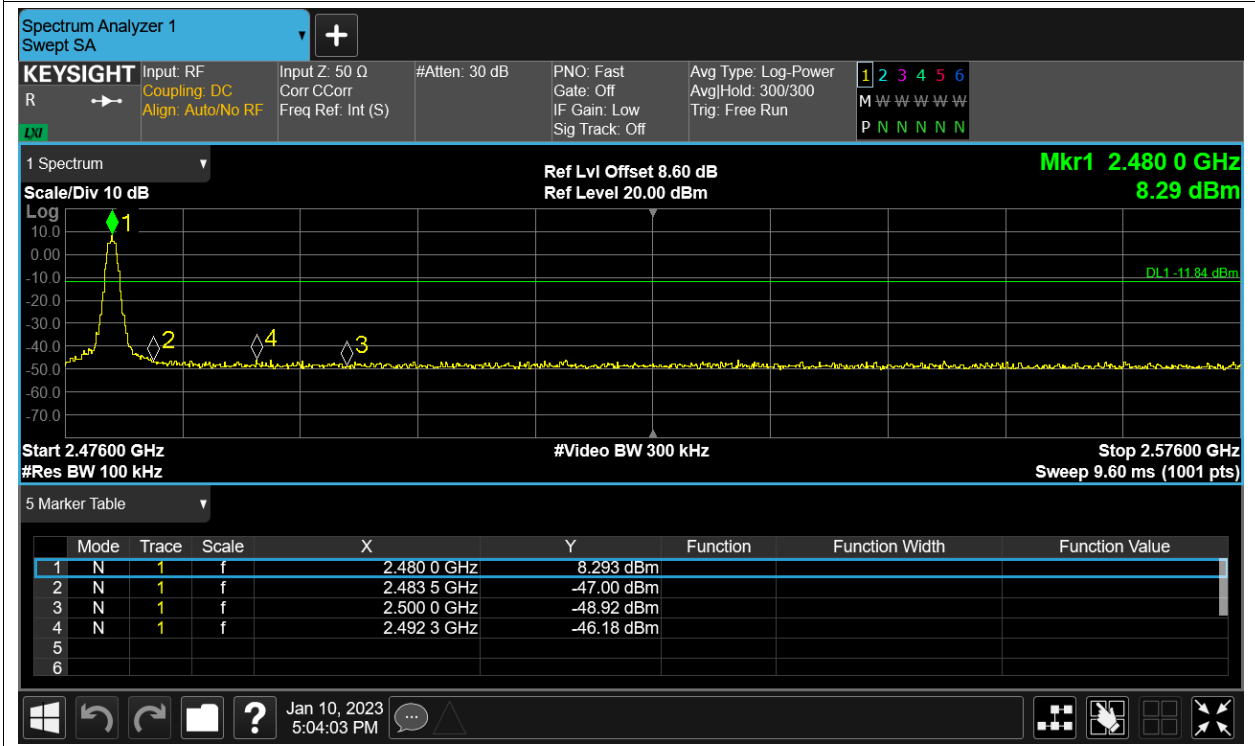 Spectrum Analyzer 1
Swept SA
KEYSIGHT
R
LXI
Input: RF
Coupling: DC
Align: Auto/No RF
Input Z: 50 Ω
Corr CCorr
Freq Ref: Int (S)
#Atten: 30 dB
PNO: Fast
Gate: Off
IF Gain: Low
Sig Track: Off
Avg Type: Log-Power
Avg|Hold: 300/300
Trig: Free Run
1 2 3 4 5 6
M W W W W W
P N N N N N
1 Spectrum
Scale/Div 10 dB
Ref Lvl Offset 8.60 dB
Ref Level 20.00 dBm
Mkr1 2.480 0 GHz
8.29 dBm
Log
10.0
0.00
-10.0
-20.0
-30.0
-40.0
-50.0
-60.0
-70.0
1
2
4
3
DL1 -11.84 dBm
Start 2.47600 GHz #Video BW 300 kHz Stop 2.57600 GHz
#Res BW 100 kHz Sweep 9.60 ms (1001 pts)
5 Marker Table
Mode Trace Scale X Y Function Function Width Function Value
1 N 1 f 2.480 0 GHz 8.293 dBm
2 N 1 f 2.483 5 GHz -47.00 dBm
3 N 1 f 2.500 0 GHz -48.92 dBm
4 N 1 f 2.492 3 GHz -46.18 dBm
5
6
?
Jan 10, 2023
5:04:03 PM